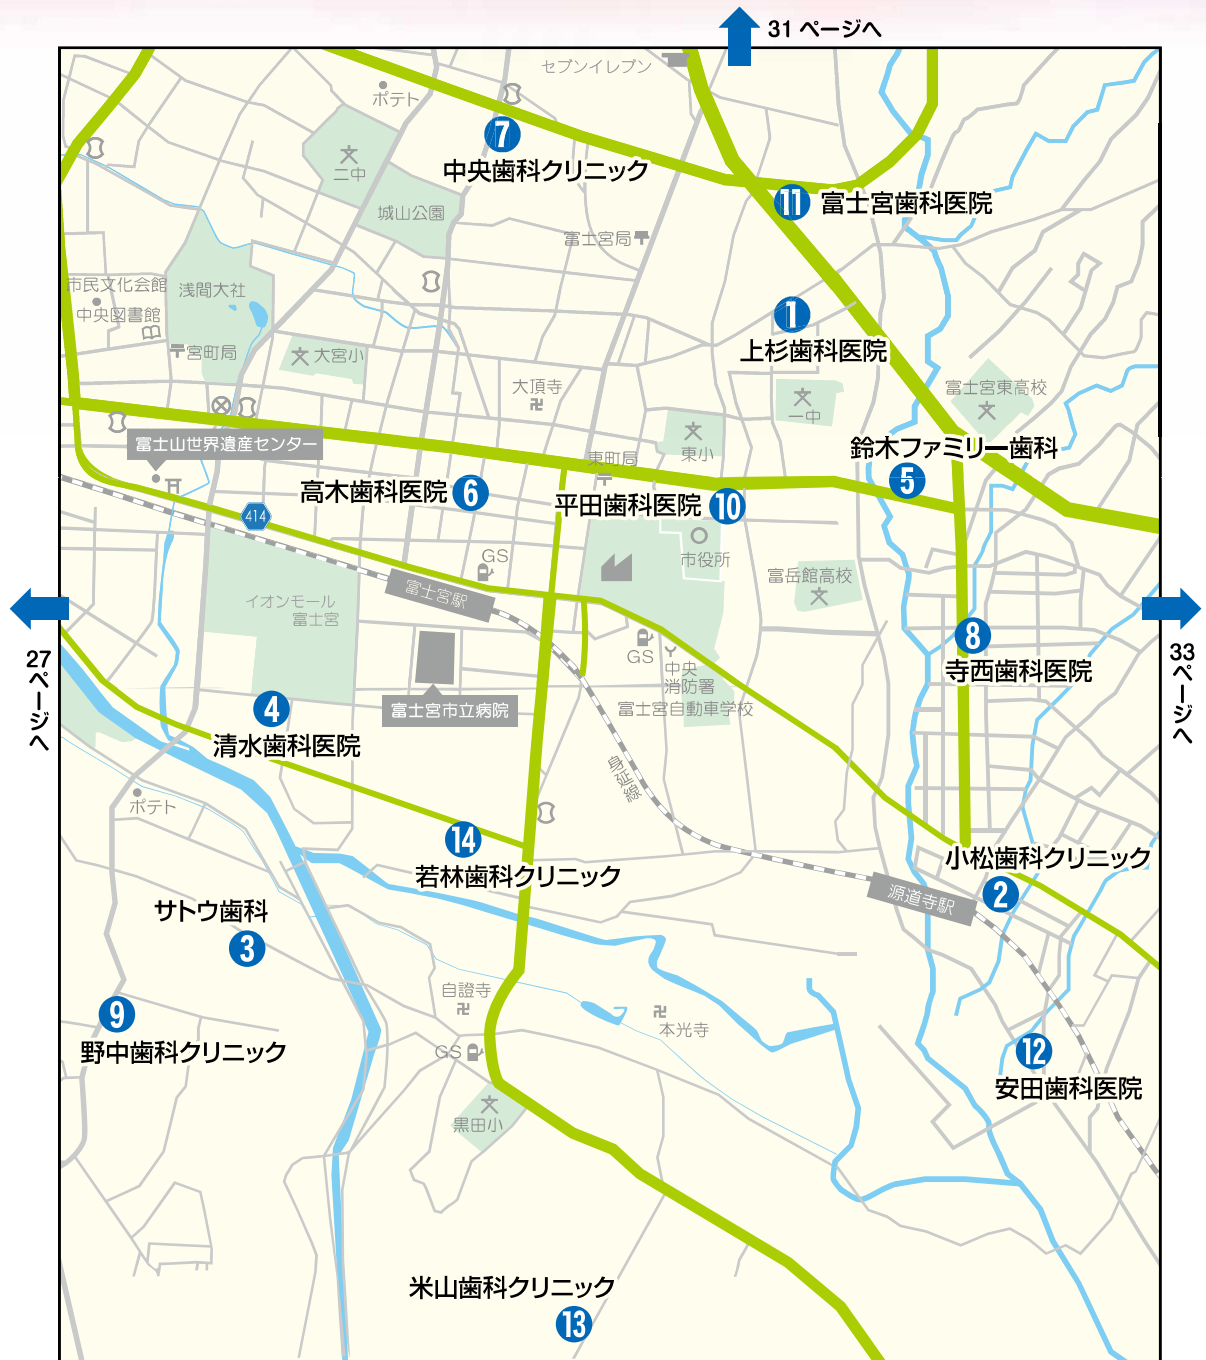 31 ページへ
セブンイレブン
ポテト
7
中央歯科クリニック
二中
城山公園
11
富士宮歯科医院
富士宮局
市民文化会館
中央図書館
浅間大社
宮町局
大宮小
1
上杉歯科医院
大頂寺
一中
富士宮東高校
富士山世界遺産センター
東小
東町局
鈴木ファミリー歯科
5
高木歯科医院
6
平田歯科医院
10
414
GS
市役所
富岳館高校
富士宮駅
イオンモール
富士宮
27ページへ
33ページへ
8
寺西歯科医院
GS
中央
消防署
富士宮自動車学校
富士宮市立病院
4
清水歯科医院
身延線
ポテト
14
若林歯科クリニック
小松歯科クリニック
2
源道寺駅
サトウ歯科
3
自證寺
本光寺
9
野中歯科クリニック
GS
12
安田歯科医院
黒田小
米山歯科クリニック
13